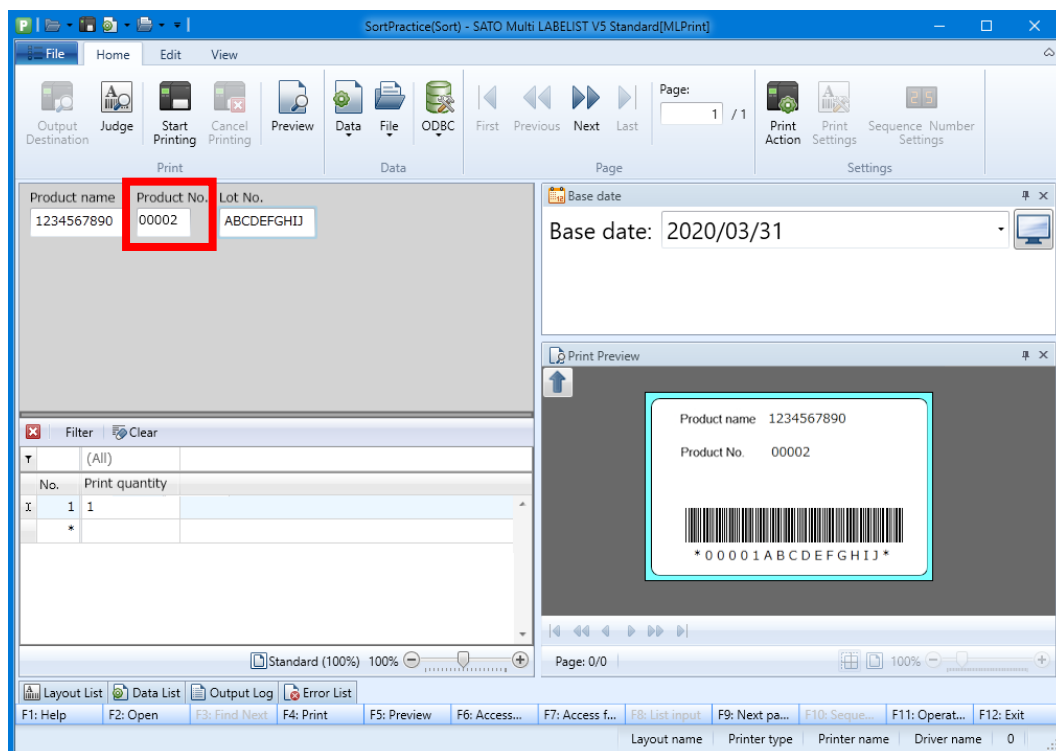 SortPractice(Sort) - SATO Multi LABELIST V5 Standard[MLPrint]
File Home Edit View
Output Destination Judge Start Printing Cancel Printing Preview Data File ODBC First Previous Next Last Page: 1 / 1 Print Action Print Settings Sequence Number Settings
Print Data Page Settings
Product name Product No. Lot No.
1234567890 00002 ABCDEFGHIJ
Base date
Base date: 2020/03/31
Print Preview
Product name 1234567890
Product No. 00002
*00001ABCDEFGHIJ*
Filter Clear
(All)
No. Print quantity
1 1
*
Standard (100%) 100%
Page: 0/0 100%
Layout List Data List Output Log Error List
F1: Help F2: Open F3: Find Next F4: Print F5: Preview F6: Access... F7: Access f... F8: List input F9: Next pa... F10: Seque... F11: Operat... F12: Exit
Layout name Printer type Printer name Driver name 0